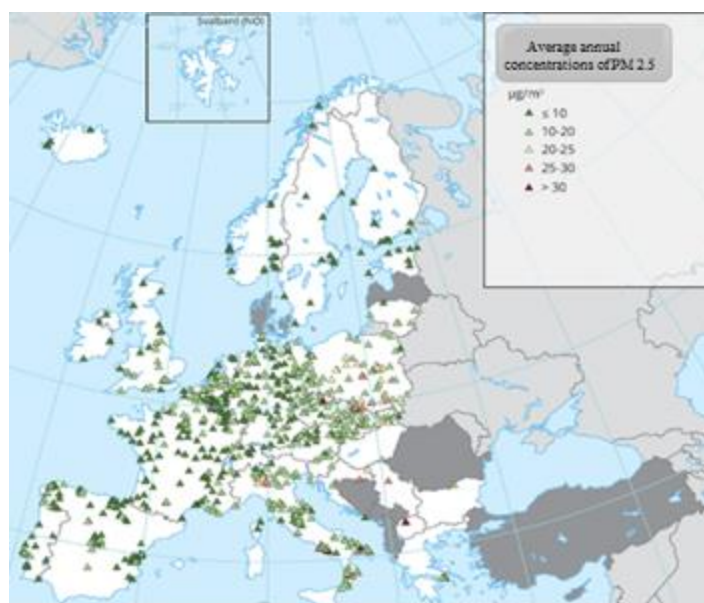 Svalbard (NO)
Average annual
concentrations of PM 2.5
µg/m³
≤ 10
10-20
20-25
25-30
> 30